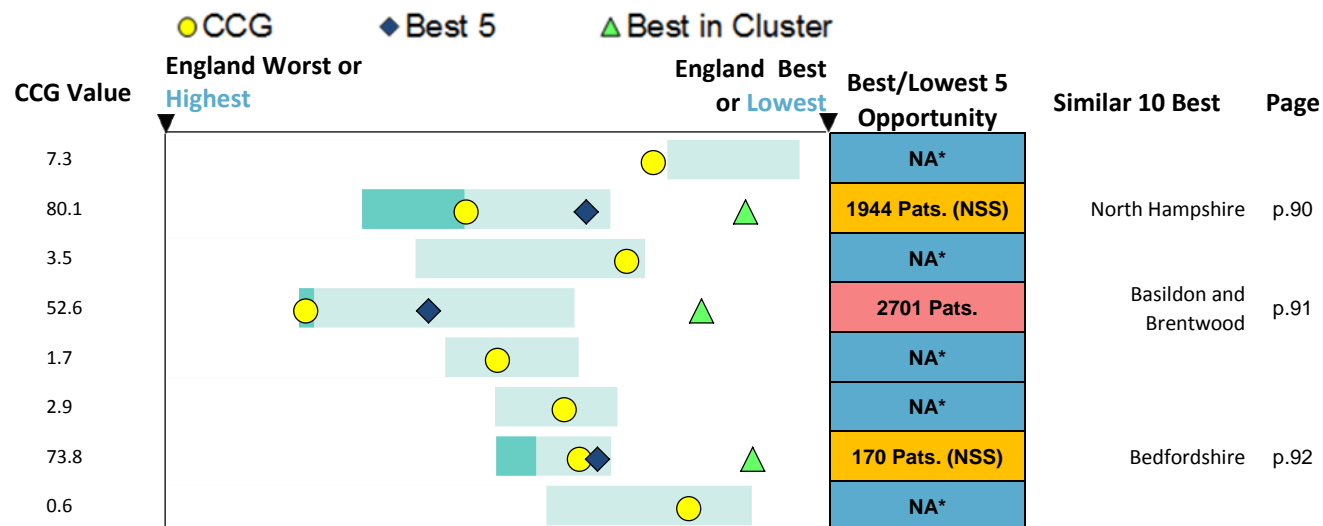 CCG Best 5 Best in Cluster
CCG Value
England Worst or
Highest
England Best
or Lowest
Best/Lowest 5
Opportunity
Similar 10 Best
Page
7.3 NA*
80.1 1944 Pats. (NSS) North Hampshire p.90
3.5 NA*
52.6 2701 Pats. Basildon and
Brentwood p.91
1.7 NA*
2.9 NA*
73.8 170 Pats. (NSS) Bedfordshire p.92
0.6 NA*